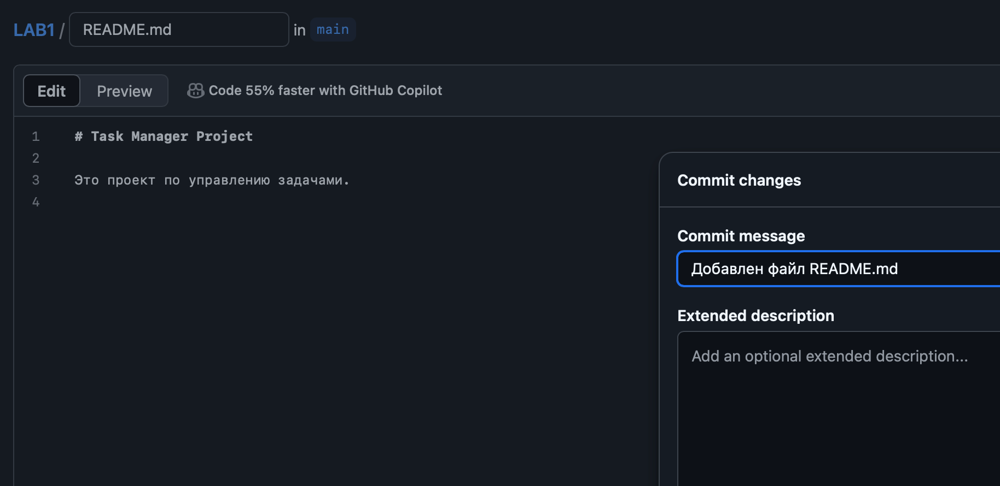 LAB1 / README.md in main
Edit Preview Code 55% faster with GitHub Copilot
1 # Task Manager Project
2
3 Это проект по управлению задачами.
4
Commit changes
Commit message
Добавлен файл README.md
Extended description
Add an optional extended description...